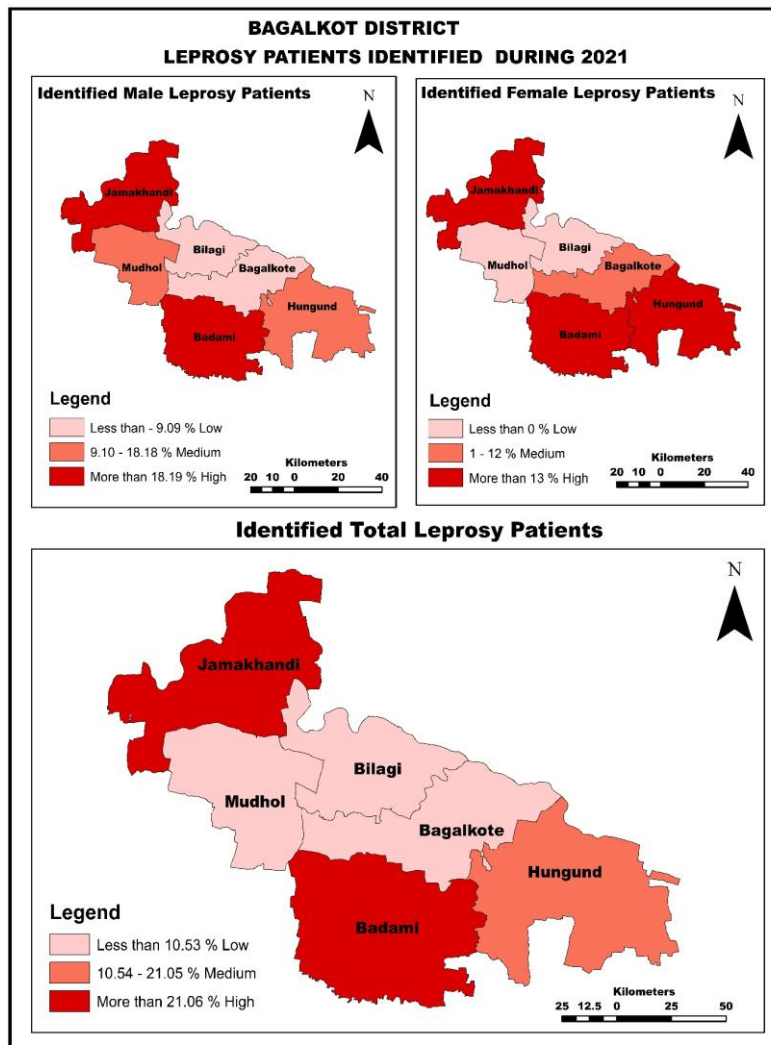 BAGALKOT DISTRICT
LEPROSY PATIENTS IDENTIFIED DURING 2021
Identified Male Leprosy Patients
N
Jamakhandi
Bilagi
Mudhol
Bagalkote
Hungund
Badami
Legend
Less than - 9.09 % Low
9.10 - 18.18 % Medium
More than 18.19 % High
Kilometers
20 10 0 20 40
Identified Female Leprosy Patients
N
Jamakhandi
Bilagi
Mudhol
Bagalkote
Hungund
Badami
Legend
Less than 0 % Low
1 - 12 % Medium
More than 13 % High
Kilometers
20 10 0 20 40
Identified Total Leprosy Patients
N
Jamakhandi
Bilagi
Mudhol
Bagalkote
Hungund
Badami
Legend
Less than 10.53 % Low
10.54 - 21.05 % Medium
More than 21.06 % High
Kilometers
25 12.5 0 25 50